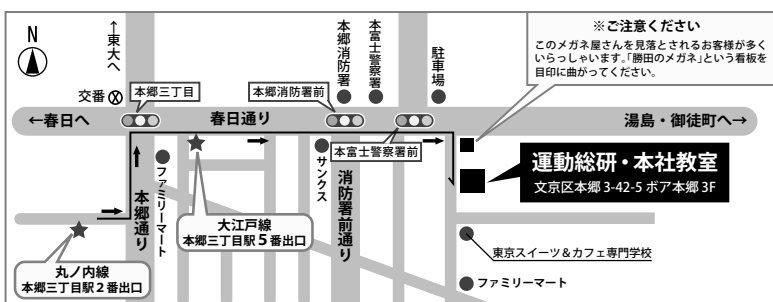 N
←東大へ
交番
本郷三丁目
本郷消防署前
本郷消防署
本富士警察署
駐車場
※ご注意ください
このメガネ屋さんを見落とされるお客様が多く
いらっしゃいます。「勝田のメガネ」という看板を
目印に曲がってください。
←春日へ
春日通り
湯島・御徒町へ→
本富士警察署前
運動総研・本社教室
文京区本郷 3-42-5 ボア本郷 3F
本郷通り
ファミリーマート
大江戸線
本郷三丁目駅5番出口
サンクス
消防署前通り
丸ノ内線
本郷三丁目駅2番出口
東京スイーツ&カフェ専門学校
ファミリーマート